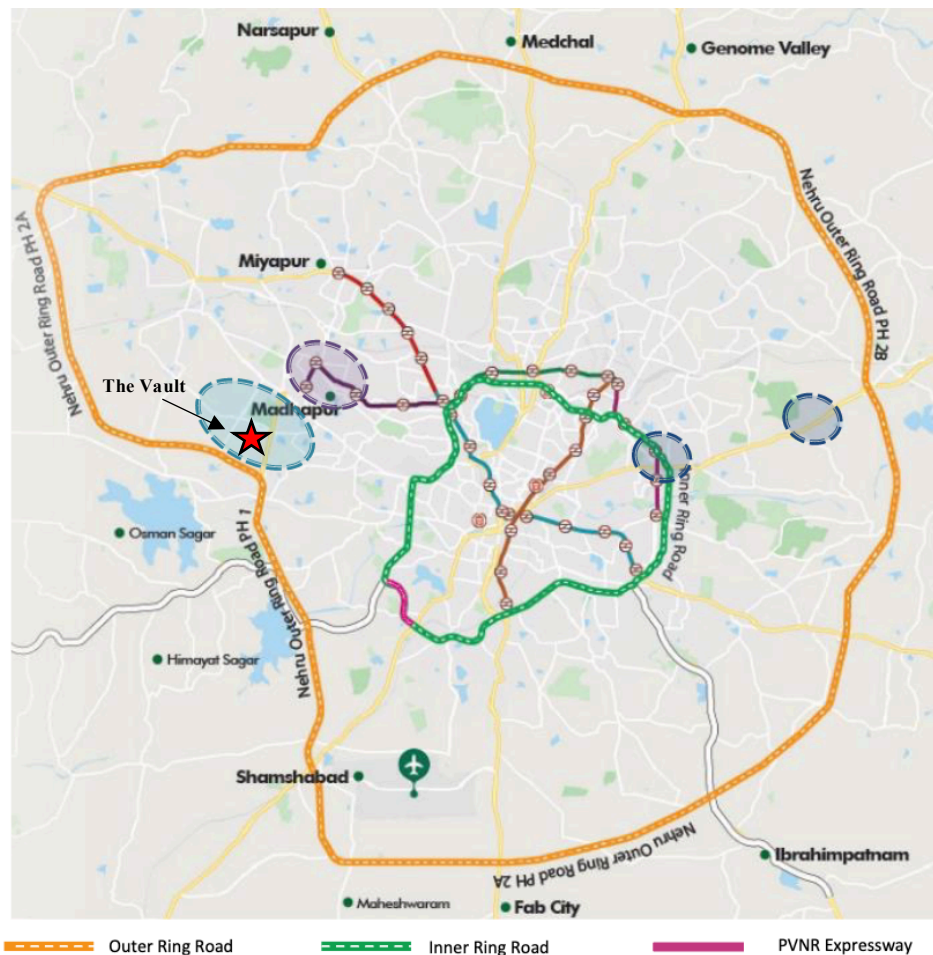 Narsapur
Medchal
Genome Valley
Nehru Outer Ring Road PH 2A
Nehru Outer Ring Road PH 2B
Miyapur
The Vault
Madhapur
Inner Ring Road
Osman Sagar
Nehru Outer Ring Road PH 1
Himayat Sagar
Shamshabad
Nehru Outer Ring Road PH 2A
Ibrahimpatnam
Maheshwaram
Fab City
Outer Ring Road
Inner Ring Road
PVNR Expressway